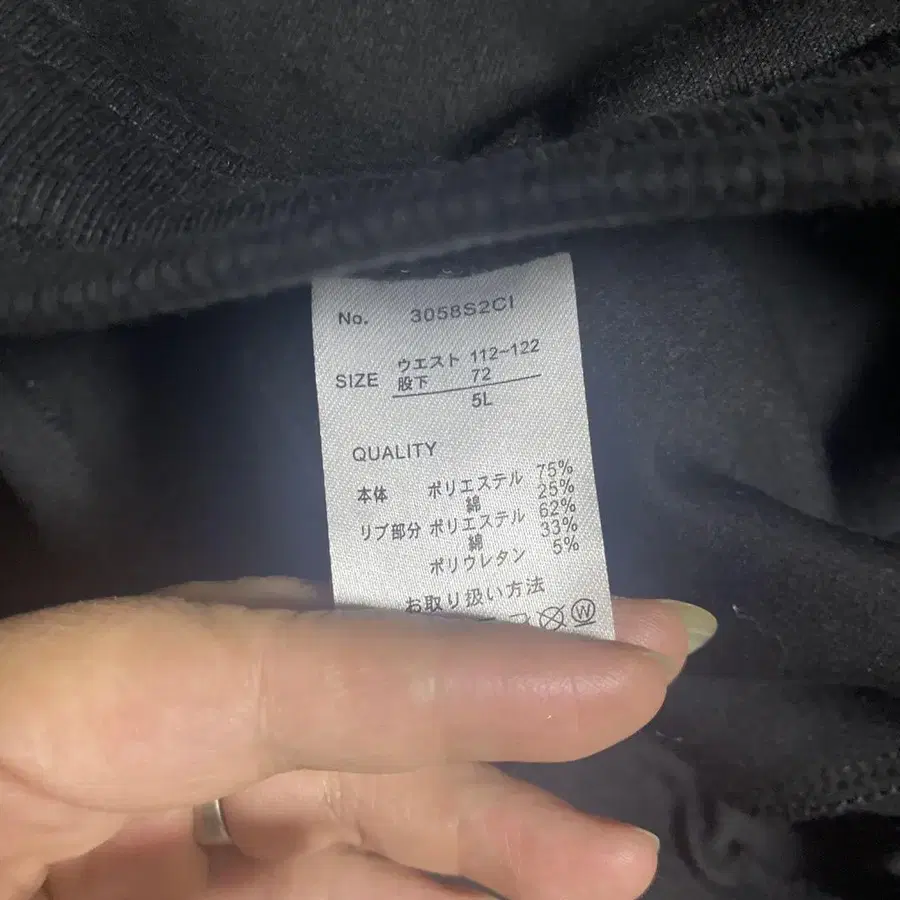 No. 3058S2CI
SIZE ウエスト 112-122
股下 72
5L
QUALITY
本体 ポリエステル 75%
綿 25%
リブ部分 ポリエステル 62%
綿 33%
ポリウレタン 5%
お取り扱い方法
W